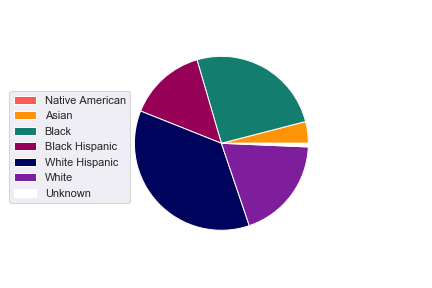 Native American
Asian
Black
Black Hispanic
White Hispanic
White
Unknown